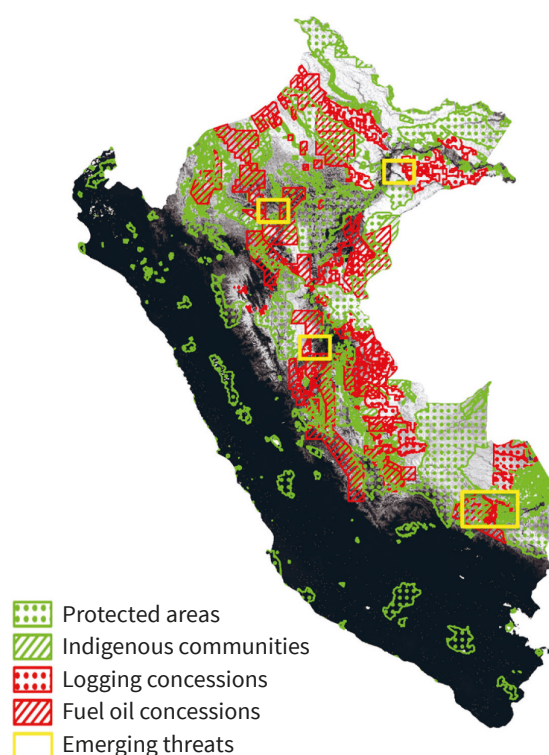 Protected areas
Indigenous communities
Logging concessions
Fuel oil concessions
Emerging threats